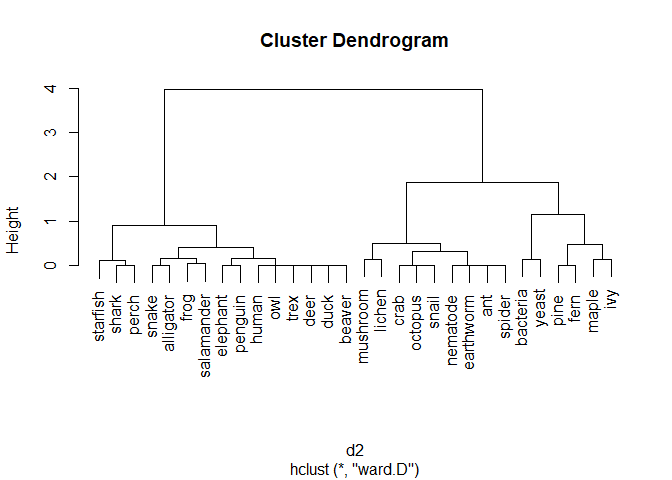 Cluster Dendrogram
Height
4
3
2
1
0
starfish
shark
perch
snake
alligator
frog
salamander
elephant
penguin
human
owl
trex
deer
duck
beaver
mushroom
lichen
crab
octopus
snail
nematode
earthworm
ant
spider
bacteria
yeast
pine
fern
maple
ivy
d2
hclust (*, "ward.D")